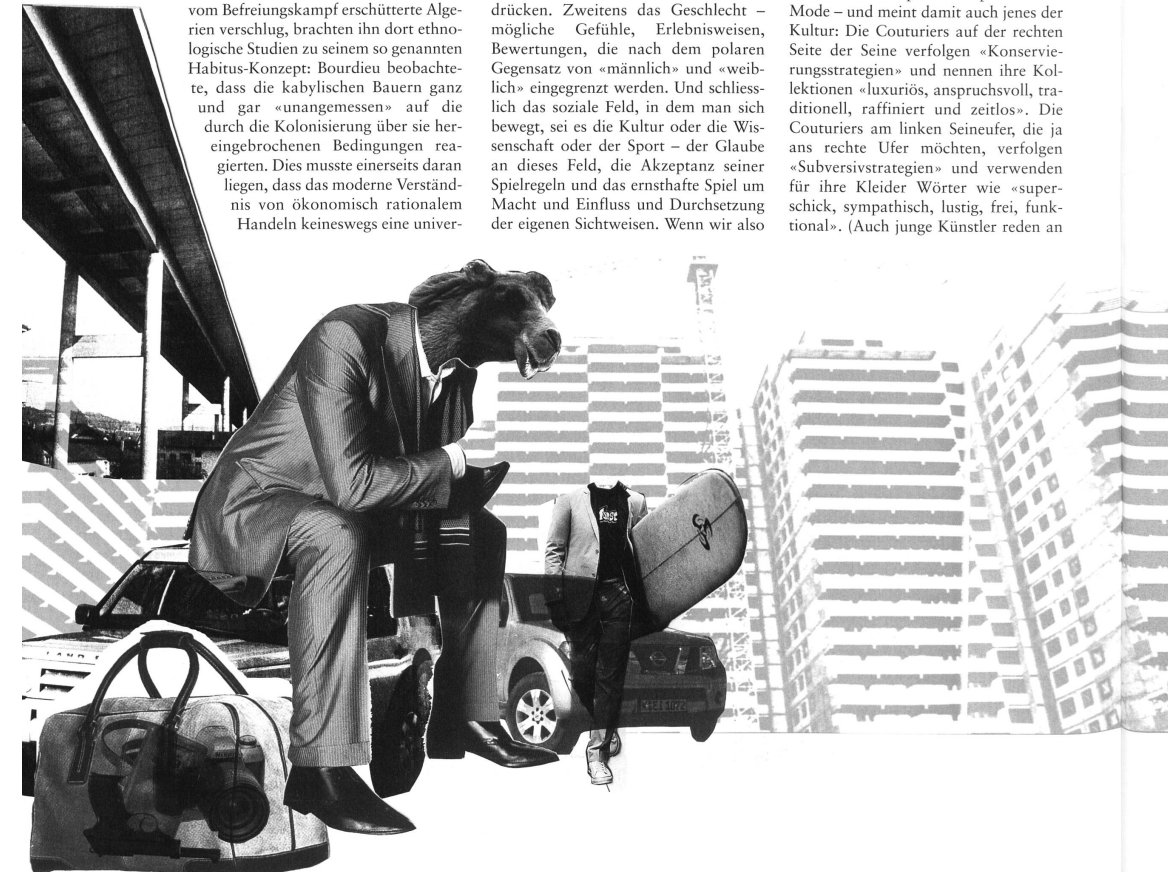 vom Befreiungskampf erschütterte Alge-
rien verschlug, brachten ihn dort ethno-
logische Studien zu seinem so genannten
Habitus-Konzept: Bourdieu beobachte-
te, dass die kabylischen Bauern ganz
und gar «unangemessen» auf die
durch die Kolonisierung über sie her-
eingebrochenen Bedingungen rea-
gierten. Dies musste einerseits daran
liegen, dass das moderne Verständ-
nis von ökonomisch rationalem
Handeln keineswegs eine univer-
drücken. Zweitens das Geschlecht –
mögliche Gefühle, Erlebnisweisen,
Bewertungen, die nach dem polaren
Gegensatz von «männlich» und «weib-
lich» eingegrenzt werden. Und schliess-
lich das soziale Feld, in dem man sich
bewegt, sei es die Kultur oder die Wis-
senschaft oder der Sport – der Glaube
an dieses Feld, die Akzeptanz seiner
Spielregeln und das ernsthafte Spiel um
Macht und Einfluss und Durchsetzung
der eigenen Sichtweisen. Wenn wir also
Mode – und meint damit auch jenes der
Kultur: Die Couturiers auf der rechten
Seite der Seine verfolgen «Konservie-
rungsstrategien» und nennen ihre Kol-
lektionen «luxuriös, anspruchsvoll, tra-
ditionell, raffiniert und zeitlos». Die
Couturiers am linken Seineufer, die ja
ans rechte Ufer möchten, verfolgen
«Subversivstrategien» und verwenden
für ihre Kleider Wörter wie «super-
schick, sympathisch, lustig, frei, funk-
tional». (Auch junge Künstler reden an
LAND